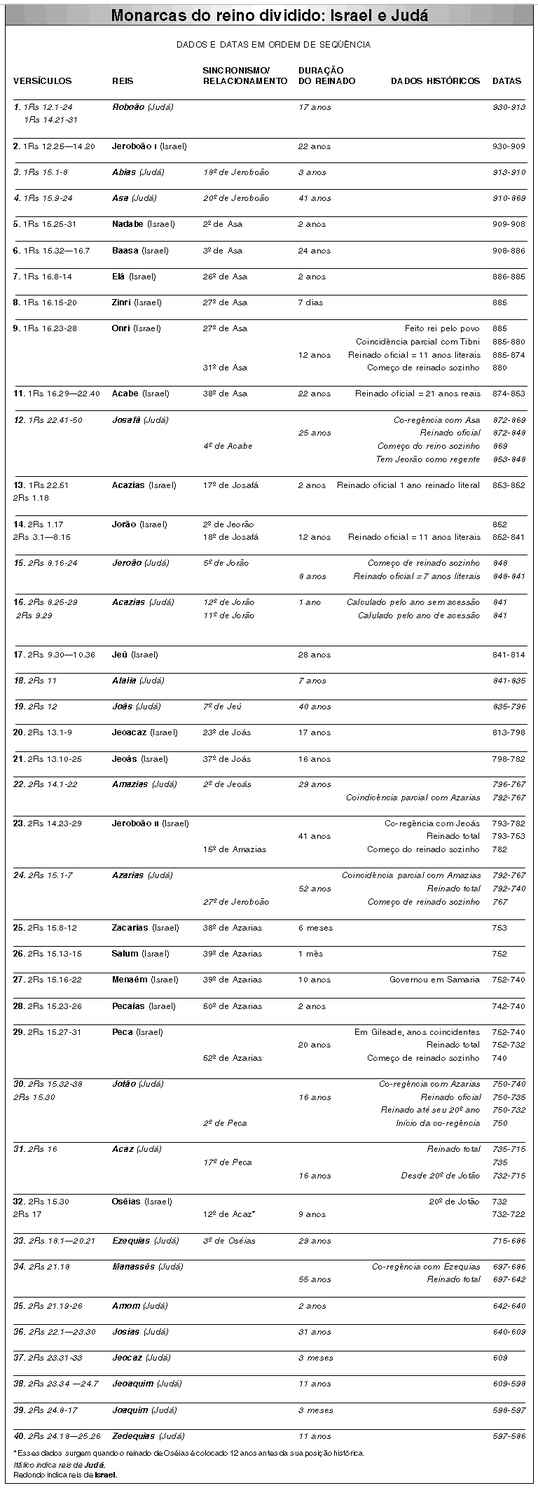 Monarcas do reino dividido: Israel e Judá
DADOS E DATAS EM ORDEM DE SEQÜÊNCIA
VERSÍCULOS REIS SINCRONISMO/ RELACIONAMENTO DURAÇÃO DO REINADO DADOS HISTÓRICOS DATAS
1. 1Rs 12.1-24 Roboão (Judá) 17 anos 930-913
1Rs 14.21-31
2. 1Rs 12.25—14.20 Jeroboão I (Israel) 22 anos 930-909
3. 1Rs 15.1-8 Abias (Judá) 18º de Jeroboão 3 anos 913-910
4. 1Rs 15.9-24 Asa (Judá) 20º de Jeroboão 41 anos 910-869
5. 1Rs 15.25-31 Nadabe (Israel) 2º de Asa 2 anos 909-908
6. 1Rs 15.32—16.7 Baasa (Israel) 3º de Asa 24 anos 908-886
7. 1Rs 16.8-14 Elá (Israel) 26º de Asa 2 anos 886-885
8. 1Rs 16.15-20 Zinri (Israel) 27º de Asa 7 dias 885
9. 1Rs 16.23-28 Onri (Israel) 27º de Asa Feito rei pelo povo 885
Coincidência parcial com Tibni 885-880
12 anos Reinado oficial = 11 anos literais 885-874
31º de Asa Começo de reinado sozinho 880
11. 1Rs 16.29—22.40 Acabe (Israel) 38º de Asa 22 anos Reinado oficial = 21 anos reais 874-853
12. 1Rs 22.41-50 Josafá (Judá) Co-regência com Asa 872-869
25 anos Reinado oficial 872-848
4º de Acabe Começo do reino sozinho 869
Tem Jeorão como regente 853-848
13. 1Rs 22.51 Acazias (Israel) 17º de Josafá 2 anos Reinado oficial 1 ano reinado literal 853-852
2Rs 1.18
14. 2Rs 1.17 Jorão (Israel) 2º de Jeorão 852
2Rs 3.1—8.15 18º de Josafá 12 anos Reinado oficial = 11 anos literais 852-841
15. 2Rs 8.16-24 Jeroão (Judá) 5º de Jorão Começo de reinado sozinho 848
8 anos Reinado oficial = 7 anos literais 848-841
16. 2Rs 8.25-29 Acazias (Judá) 12º de Jorão 1 ano Calculado pelo ano sem acessão 841
2Rs 9.29 11º de Jorão Calulado pelo ano de acessão 841
17. 2Rs 9.30—10.36 Jeú (Israel) 28 anos 841-814
18. 2Rs 11 Atalia (Judá) 7 anos 841-835
19. 2Rs 12 Joás (Judá) 7º de Jeú 40 anos 835-796
20. 2Rs 13.1-9 Jeoacaz (Israel) 23º de Joás 17 anos 813-798
21. 2Rs 13.10-25 Jeoás (Israel) 37º de Joás 16 anos 798-782
22. 2Rs 14.1-22 Amazias (Judá) 2º de Jeoás 29 anos 796-767
Coindicência parcial com Azarias 792-767
23. 2Rs 14.23-29 Jeroboão II (Israel) Co-regência com Jeoás 793-782
41 anos Reinado total 793-753
15º de Amazias Começo do reinado sozinho 782
24. 2Rs 15.1-7 Azarias (Judá) Coincidência parcial com Amazias 792-767
52 anos Reinado total 792-740
27º de Jeroboão Começo de reinado sozinho 767
25. 2Rs 15.8-12 Zacarias (Israel) 38º de Azarias 6 meses 753
26. 2Rs 15.13-15 Salum (Israel) 39º de Azarias 1 mês 752
27. 2Rs 15.16-22 Menaém (Israel) 39º de Azarias 10 anos Governou em Samaria 752-740
28. 2Rs 15.23-26 Pecaías (Israel) 50º de Azarias 2 anos 742-740
29. 2Rs 15.27-31 Peca (Israel) Em Gileade, anos coincidentes 752-740
20 anos Reinado total 752-732
52º de Azarias Começo de reinado sozinho 740
30. 2Rs 15.32-38 Jotão (Judá) Co-regência com Azarias 750-740
2Rs 15.30 16 anos Reinado oficial 750-735
Reinado até seu 20º ano 750-732
2º de Peca Início da co-regência 750
31. 2Rs 16 Acaz (Judá) Reinado total 735-715
17º de Peca 735
16 anos Desde 20º de Jotão 732-715
32. 2Rs 15.30 Oséias (Israel) 20º de Jotão 732
2Rs 17 12º de Acaz* 9 anos 732-722
33. 2Rs 18.1—20.21 Ezequias (Judá) 3º de Oséias 29 anos 715-686
34. 2Rs 21.18 Manassés (Judá) Co-regência com Ezequias 697-686
55 anos Reinado total 697-642
35. 2Rs 21.19-26 Amom (Judá) 2 anos 642-640
36. 2Rs 22.1—23.30 Josias (Judá) 31 anos 640-609
37. 2Rs 23.31-33 Jeocaz (Judá) 3 meses 609
38. 2Rs 23.34 —24.7 Jeoaquim (Judá) 11 anos 609-598
39. 2Rs 24.8-17 Joaquim (Judá) 3 meses 598-597
40. 2Rs 24.18—25.26 Zedequias (Judá) 11 anos 597-586
*Esses dados surgem quando o reinado de Oséias é colocado 12 anos antes da sua posição histórica.
Itálico indica reis de Judá.
Redondo indica reis de Israel.